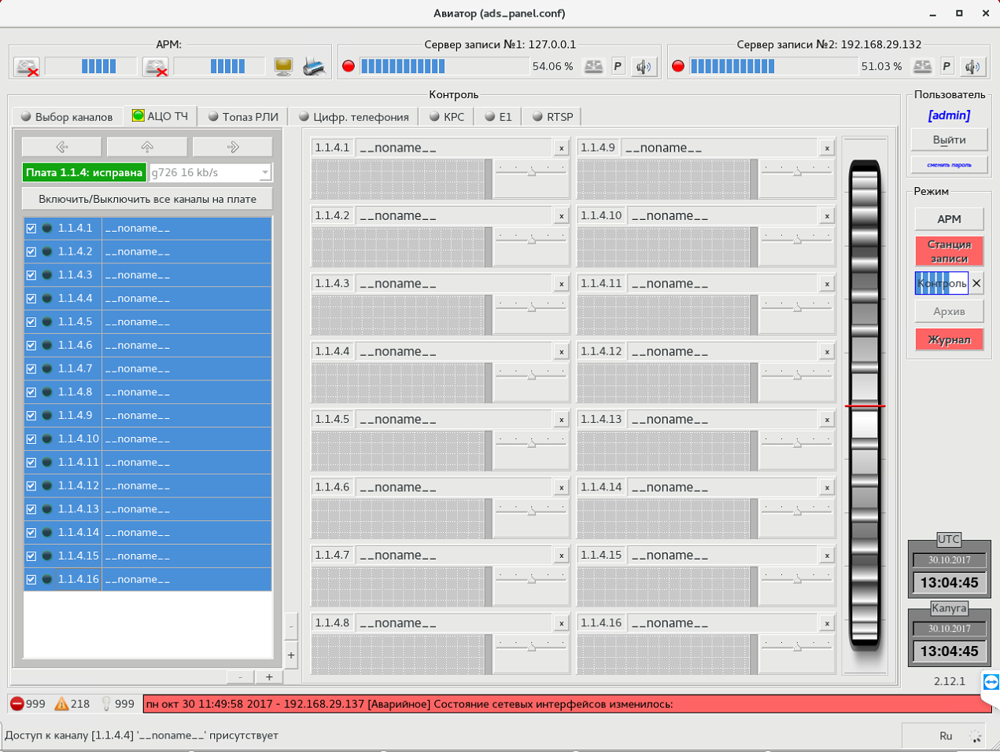 Авиатор (ads_panel.conf)
АРМ:
Сервер записи №1: 127.0.0.1
54.06 %
P
Сервер записи №2: 192.168.29.132
51.03 %
P
Контроль
Выбор каналов
АЦО ТЧ
Топаз РЛИ
Цифр. телефония
КРС
E1
RTSP
Плата 1.1.4: исправна
g726 16 kb/s
Включить/Выключить все каналы на плате
1.1.4.1 __noname__
1.1.4.2 __noname__
1.1.4.3 __noname__
1.1.4.4 __noname__
1.1.4.5 __noname__
1.1.4.6 __noname__
1.1.4.7 __noname__
1.1.4.8 __noname__
1.1.4.9 __noname__
1.1.4.10 __noname__
1.1.4.11 __noname__
1.1.4.12 __noname__
1.1.4.13 __noname__
1.1.4.14 __noname__
1.1.4.15 __noname__
1.1.4.16 __noname__
- +
-
+
1.1.4.1 __noname__ x
1.1.4.2 __noname__ x
1.1.4.3 __noname__ x
1.1.4.4 __noname__ x
1.1.4.5 __noname__ x
1.1.4.6 __noname__ x
1.1.4.7 __noname__ x
1.1.4.8 __noname__ x
1.1.4.9 __noname__ x
1.1.4.10 __noname__ x
1.1.4.11 __noname__ x
1.1.4.12 __noname__ x
1.1.4.13 __noname__ x
1.1.4.14 __noname__ x
1.1.4.15 __noname__ x
1.1.4.16 __noname__ x
Пользователь
[admin]
Выйти
сменить пароль
Режим
АРМ
Станция
записи
Контроль
Архив
Журнал
UTC
30.10.2017
13:04:45
Калуга
30.10.2017
13:04:45
2.12.1
999 218 999
пн окт 30 11:49:58 2017 - 192.168.29.137 [Аварийное] Состояние сетевых интерфейсов изменилось:
Доступ к каналу [1.1.4.4] '__noname__' присутствует
Ru